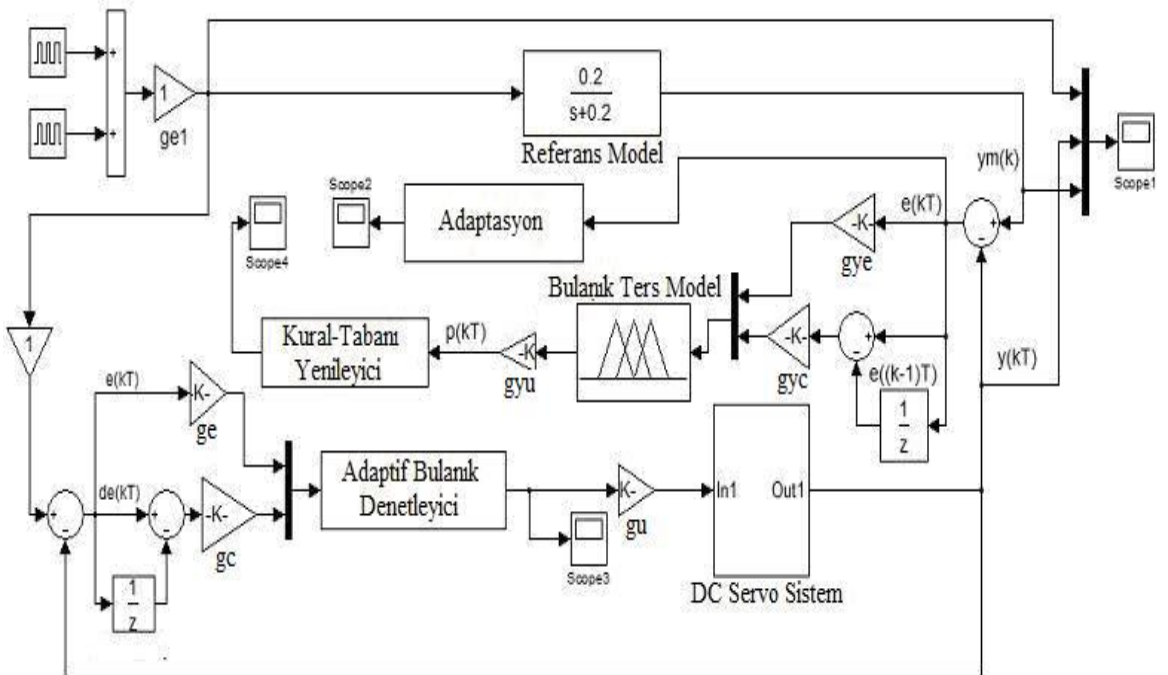 +
+
1
ge1
0.2
s+0.2
Referans Model
ym(k)
Scope1
Scope2
Adaptasyon
Scope4
-K-
gye
e(kT)
+
-
Bulanık Ters Model
Kural-Tabanı
Yenileyici
p(kT)
-K
gyu
-K-
gyc
+
-
e((k-1)T)
y(kT)
1
z
1
e(kT)
-K-
ge
Adaptif Bulanık
Denetleyici
K-
gu
In1
Out1
DC Servo Sistem
+
-
de(kT)
+
-
-K-
gc
Scope3
1
z